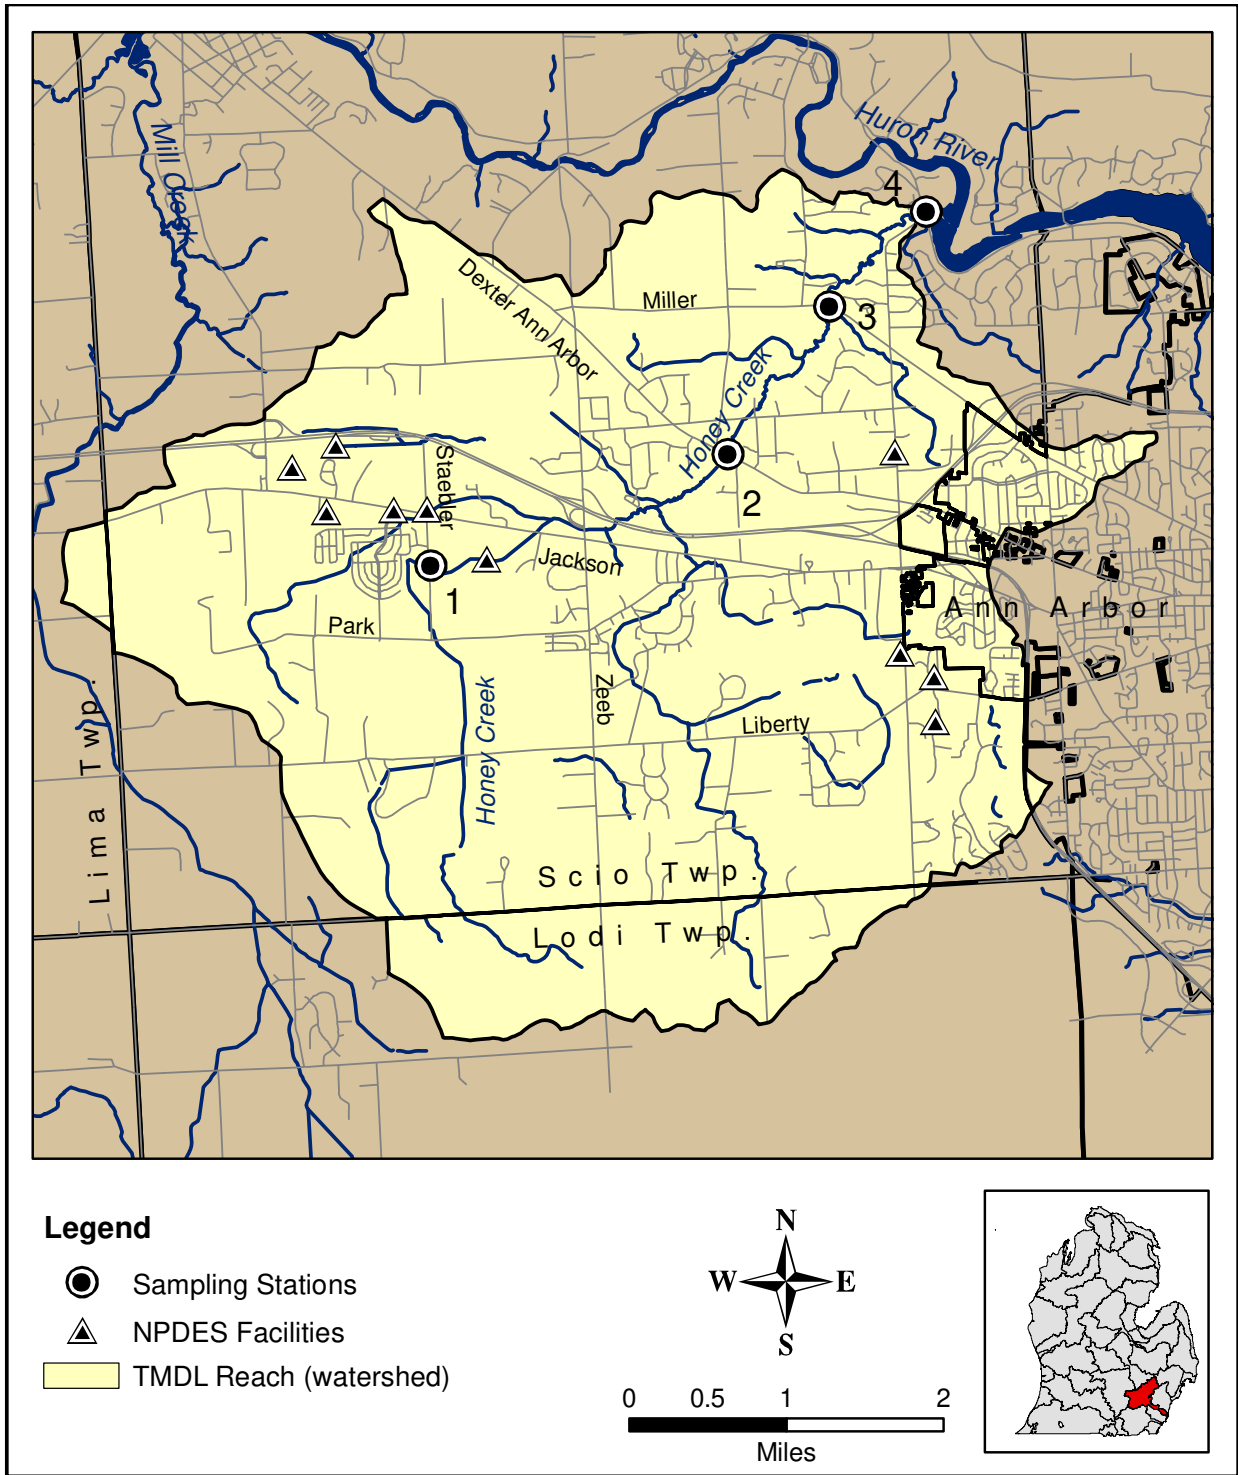 Mill Creek
Huron River
4
Miller
3
Dexter Ann Arbor
Honey Creek
2
Staebler
Jackson
1
Park
Ann Arbor
Zeeb
Honey Creek
Liberty
Lima Twp.
Scio Twp.
Lodi Twp.
Legend
Sampling Stations
NPDES Facilities
TMDL Reach (watershed)
N
W E
S
0 0.5 1 2
Miles